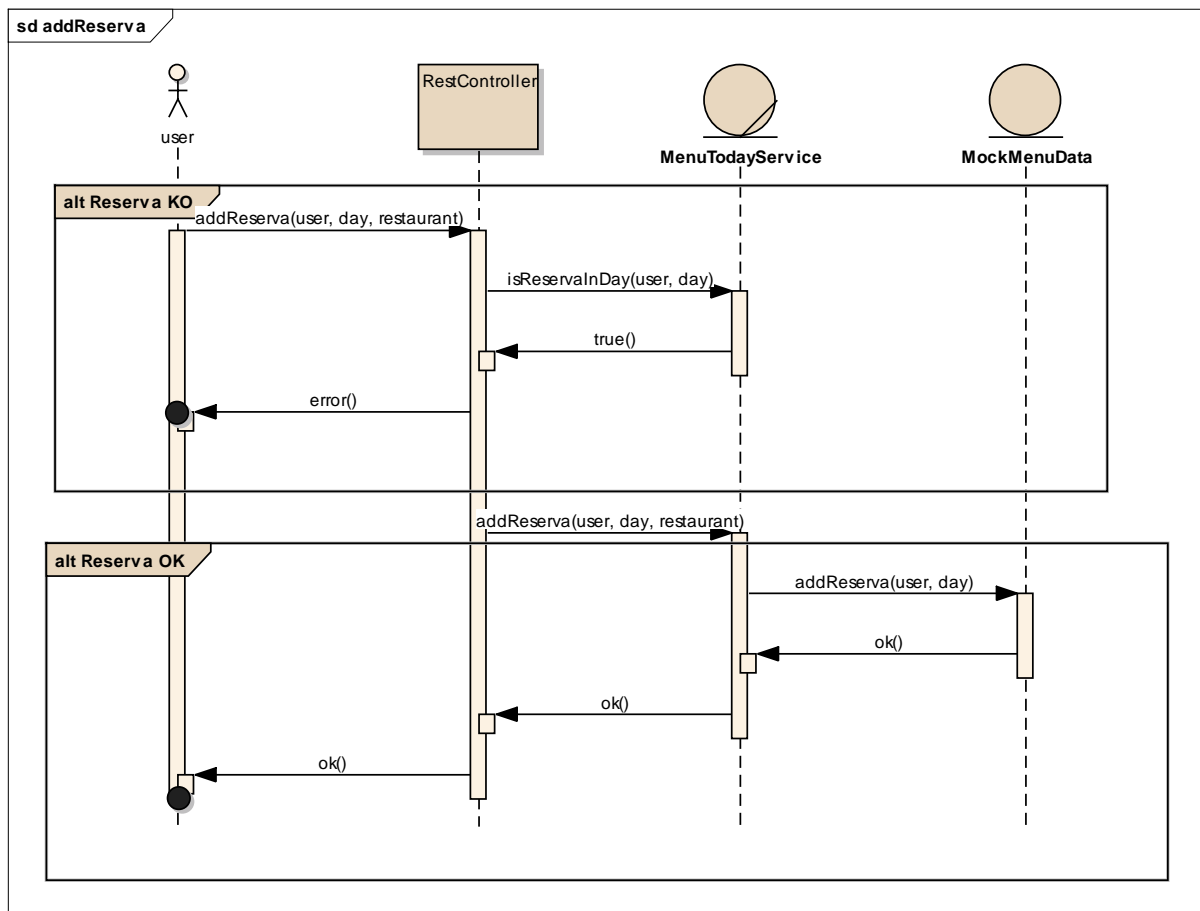 sd addReserva
user
RestController
MenuTodayService
MockMenuData
alt Reserva KO
addReserva(user, day, restaurant)
isReservaInDay(user, day)
true()
error()
addReserva(user, day, restaurant)
alt Reserva OK
addReserva(user, day)
ok()
ok()
ok()